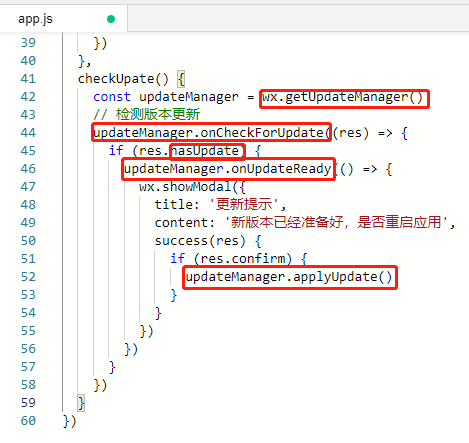 app.js
39 })
40 },
41 checkUpate() {
42 const updateManager = wx.getUpdateManager()
43 // 检测版本更新
44 updateManager.onCheckForUpdate((res) => {
45 if (res.hasUpdate) {
46 updateManager.onUpdateReady(() => {
47 wx.showModal({
48 title: '更新提示',
49 content: '新版本已经准备好，是否重启应用',
50 success(res) {
51 if (res.confirm) {
52 updateManager.applyUpdate()
53 }
54 }
55 })
56 })
57 }
58 })
59 }
60 })